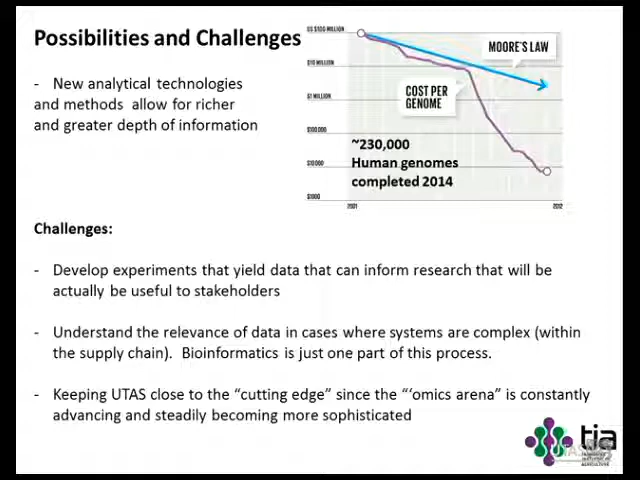 Possibilities and Challenges
- New analytical technologies
and methods allow for richer
and greater depth of information
US $100 MILLION
$10 MILLION
$1 MILLION
$100,000
$10,000
$1000
2001
2012
MOORE'S LAW
COST PER
GENOME
~230,000
Human genomes
completed 2014
Challenges:
- Develop experiments that yield data that can inform research that will be
actually be useful to stakeholders
- Understand the relevance of data in cases where systems are complex (within
the supply chain). Bioinformatics is just one part of this process.
- Keeping UTAS close to the “cutting edge” since the “‘omics arena” is constantly
advancing and steadily becoming more sophisticated
tia